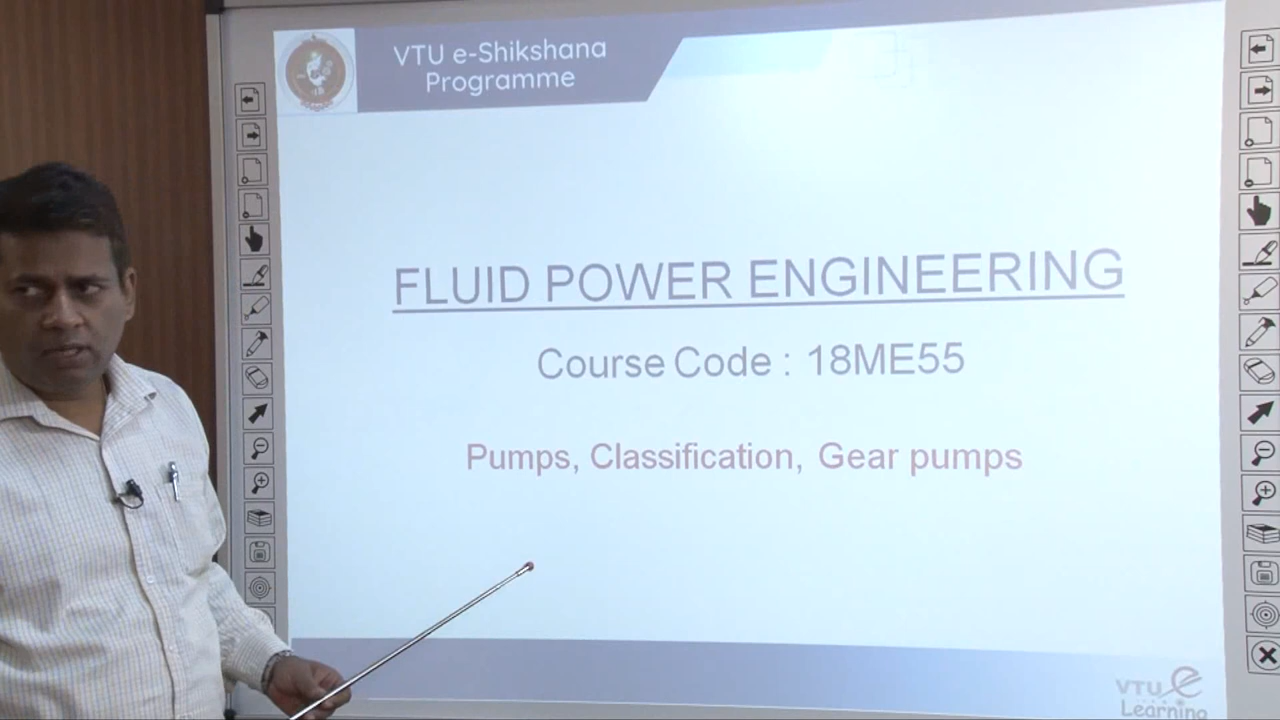 VTU e-Shikshana
Programme
FLUID POWER ENGINEERING
Course Code : 18ME55
Pumps, Classification, Gear pumps
VTU e
Learning